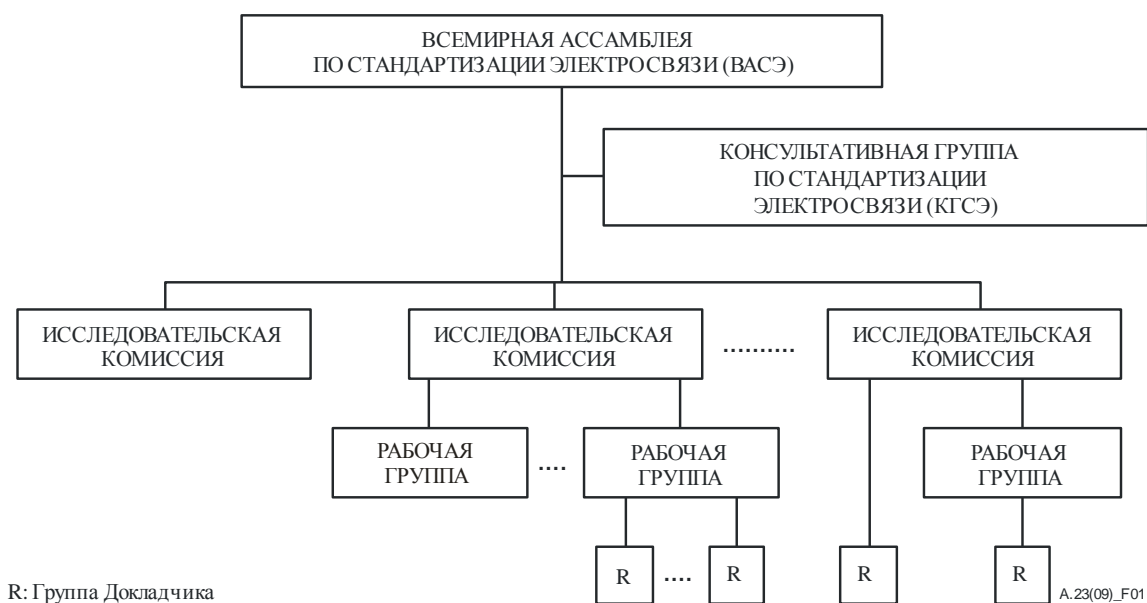 ВСЕМИРНАЯ АССАМБЛЕЯ
ПО СТАНДАРТИЗАЦИИ ЭЛЕКТРОСВЯЗИ (ВАСЭ)
КОНСУЛЬТАТИВНАЯ ГРУППА
ПО СТАНДАРТИЗАЦИИ
ЭЛЕКТРОСВЯЗИ (КГСЭ)
ИССЛЕДОВАТЕЛЬСКАЯ
КОМИССИЯ
ИССЛЕДОВАТЕЛЬСКАЯ
КОМИССИЯ
..........
ИССЛЕДОВАТЕЛЬСКАЯ
КОМИССИЯ
РАБОЧАЯ
ГРУППА
....
РАБОЧАЯ
ГРУППА
РАБОЧАЯ
ГРУППА
R
....
R
R
R
R: Группа Докладчика
A.23(09)_F01